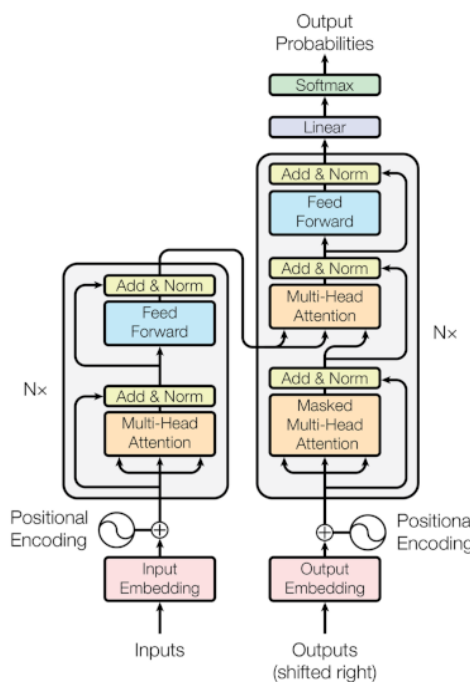 Output
Probabilities
Softmax
Linear
Add & Norm
Feed
Forward
Add & Norm
Multi-Head
Attention
Add & Norm
Masked
Multi-Head
Attention
Nx
Add & Norm
Feed
Forward
Add & Norm
Multi-Head
Attention
Nx
Positional
Encoding
Positional
Encoding
Input
Embedding
Output
Embedding
Inputs
Outputs
(shifted right)